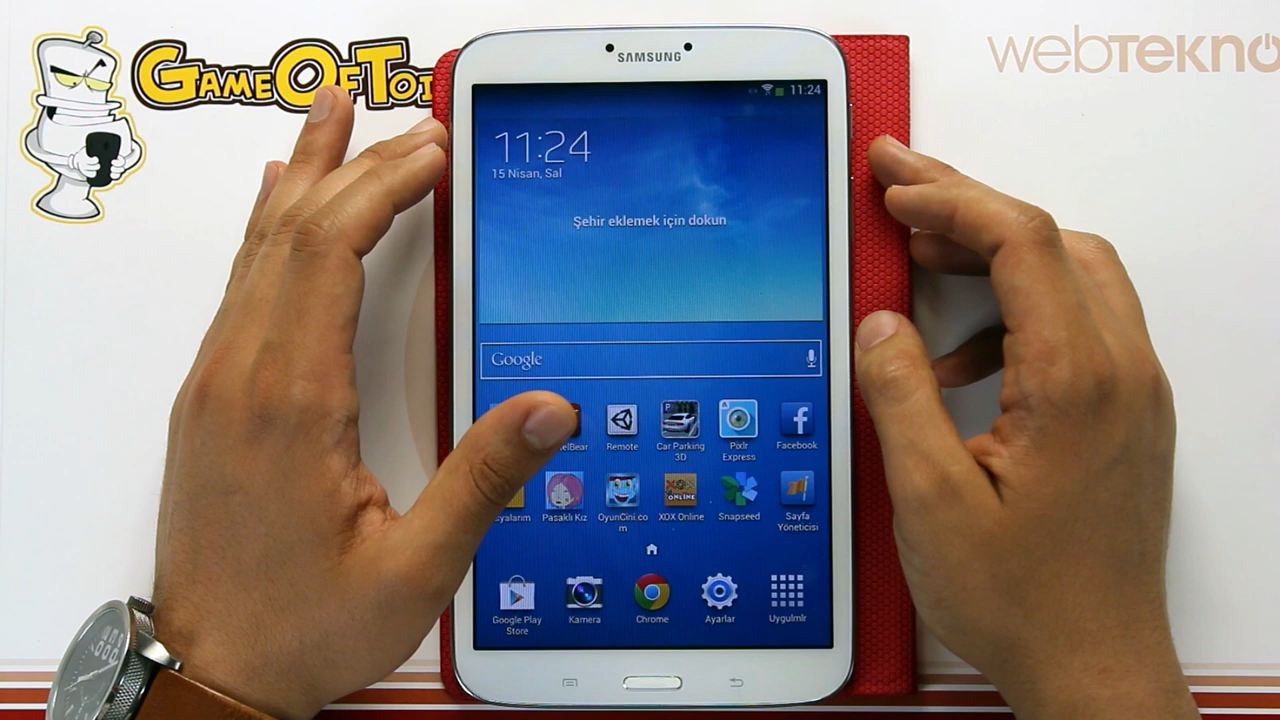 GAMEOFTOI
webTEKNO
SAMSUNG
11:24
11:24
15 Nisan, Sal
Şehir eklemek için dokun
Google
Remote
Car Parking
3D
Pixlr
Express
Facebook
Pasaklı Kız
OyunCini.co
m
XOX Online
Snapseed
Sayfa
Yöneticisi
XOX
ONLINE
Google Play
Store
Kamera
Chrome
Ayarlar
Uygulmlr